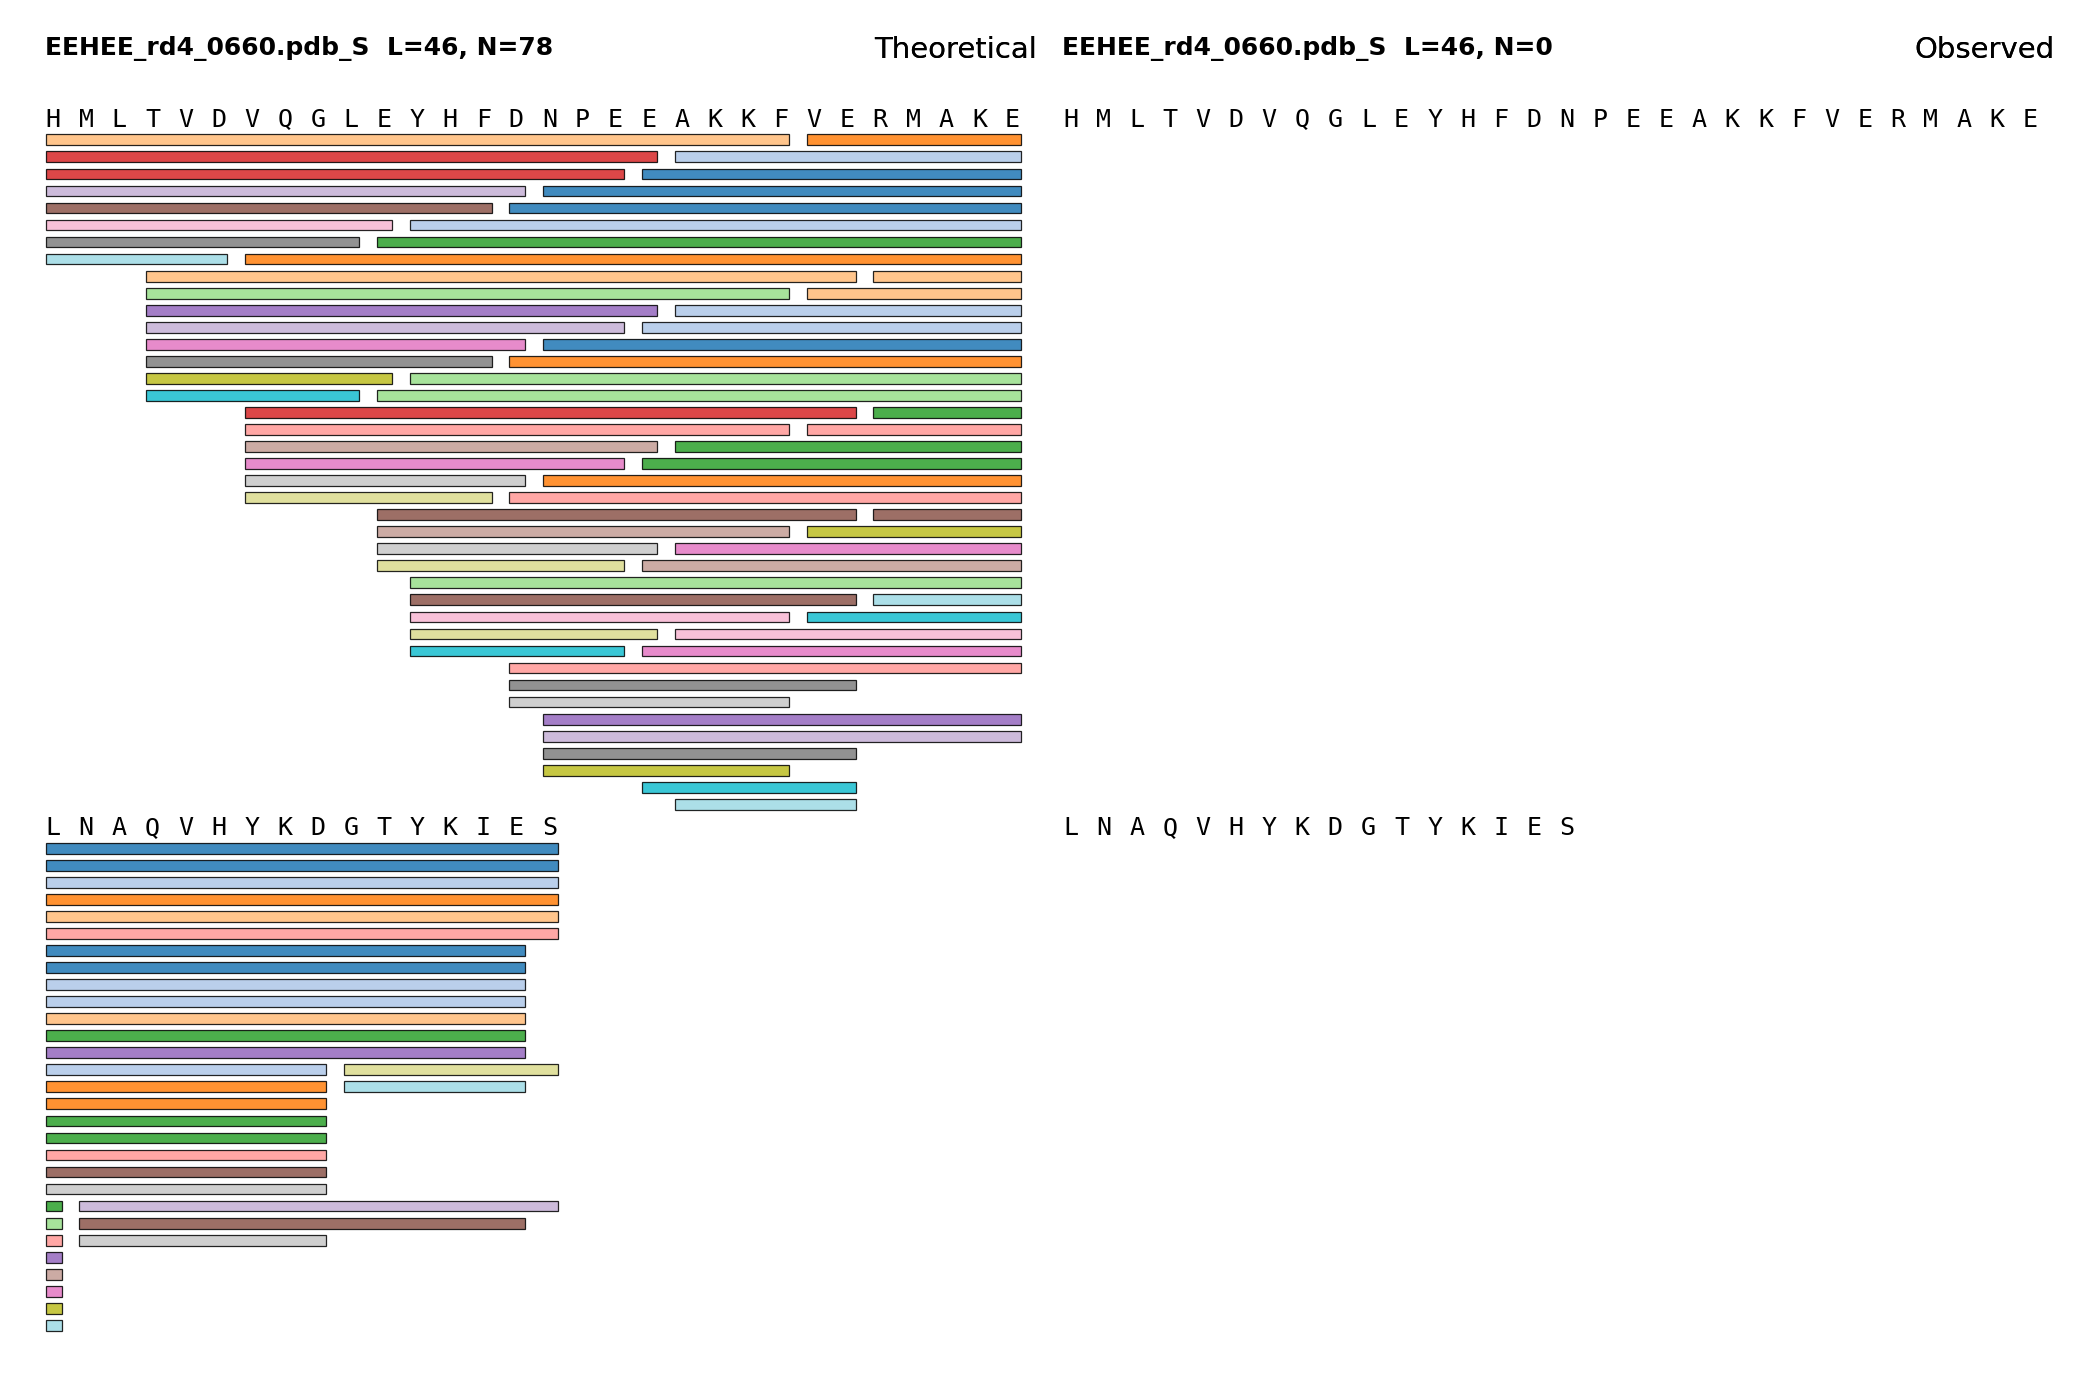 EEHEE_rd4_0660.pdb_S L=46, N=78
Theoretical
H M L T V D V Q G L E Y H F D N P E E A K K F V E R M A K E
L N A Q V H Y K D G T Y K I E S
EEHEE_rd4_0660.pdb_S L=46, N=0
Observed
H M L T V D V Q G L E Y H F D N P E E A K K F V E R M A K E
L N A Q V H Y K D G T Y K I E S